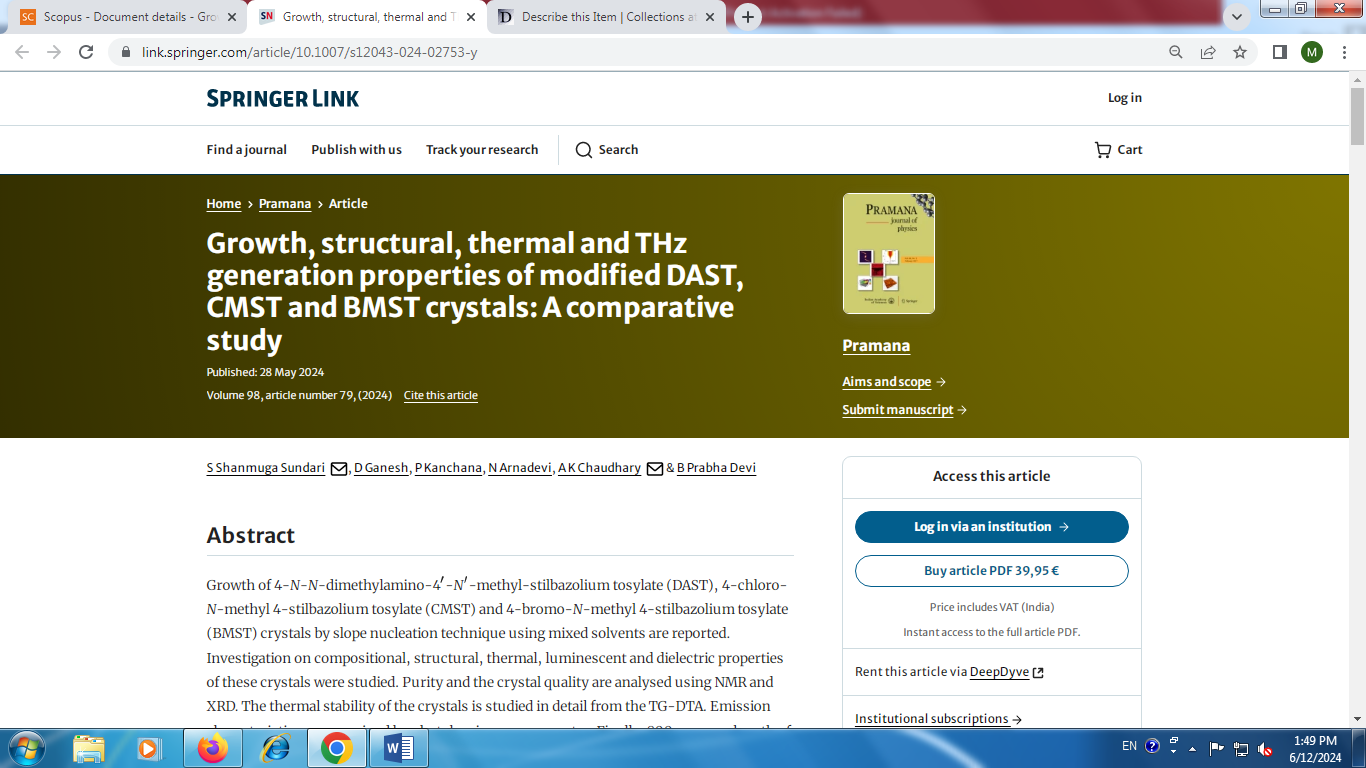 Scopus - Document details - Gro
Growth, structural, thermal and T
Describe this Item | Collections a
link.springer.com/article/10.1007/s12043-024-02753-y
M
SPRINGER LINK
Log in
Find a journal
Publish with us
Track your research
Search
Cart
Home > Pramana > Article
Growth, structural, thermal and THz
generation properties of modified DAST,
CMST and BMST crystals: A comparative
study
Published: 28 May 2024
Volume 98, article number 79, (2024) Cite this article
PRAMANA
journal of
physics
Pramana
Aims and scope →
Submit manuscript →
S Shanmuga Sundari, D Ganesh, P Kanchana, N Arnadevi, A K Chaudhary & B Prabha Devi
Abstract
Growth of 4-N-N-dimethylamino-4′-N′-methyl-stilbazolium tosylate (DAST), 4-chloro-
N-methyl 4-stilbazolium tosylate (CMST) and 4-bromo-N-methyl 4-stilbazolium tosylate
(BMST) crystals by slope nucleation technique using mixed solvents are reported.
Investigation on compositional, structural, thermal, luminescent and dielectric properties
of these crystals were studied. Purity and the crystal quality are analysed using NMR and
XRD. The thermal stability of the crystals is studied in detail from the TG-DTA. Emission
Access this article
Log in via an institution →
Buy article PDF 39,95 €
Price includes VAT (India)
Instant access to the full article PDF.
Rent this article via DeepDyve
Institutional subscriptions →
EN
1:49 PM
6/12/2024